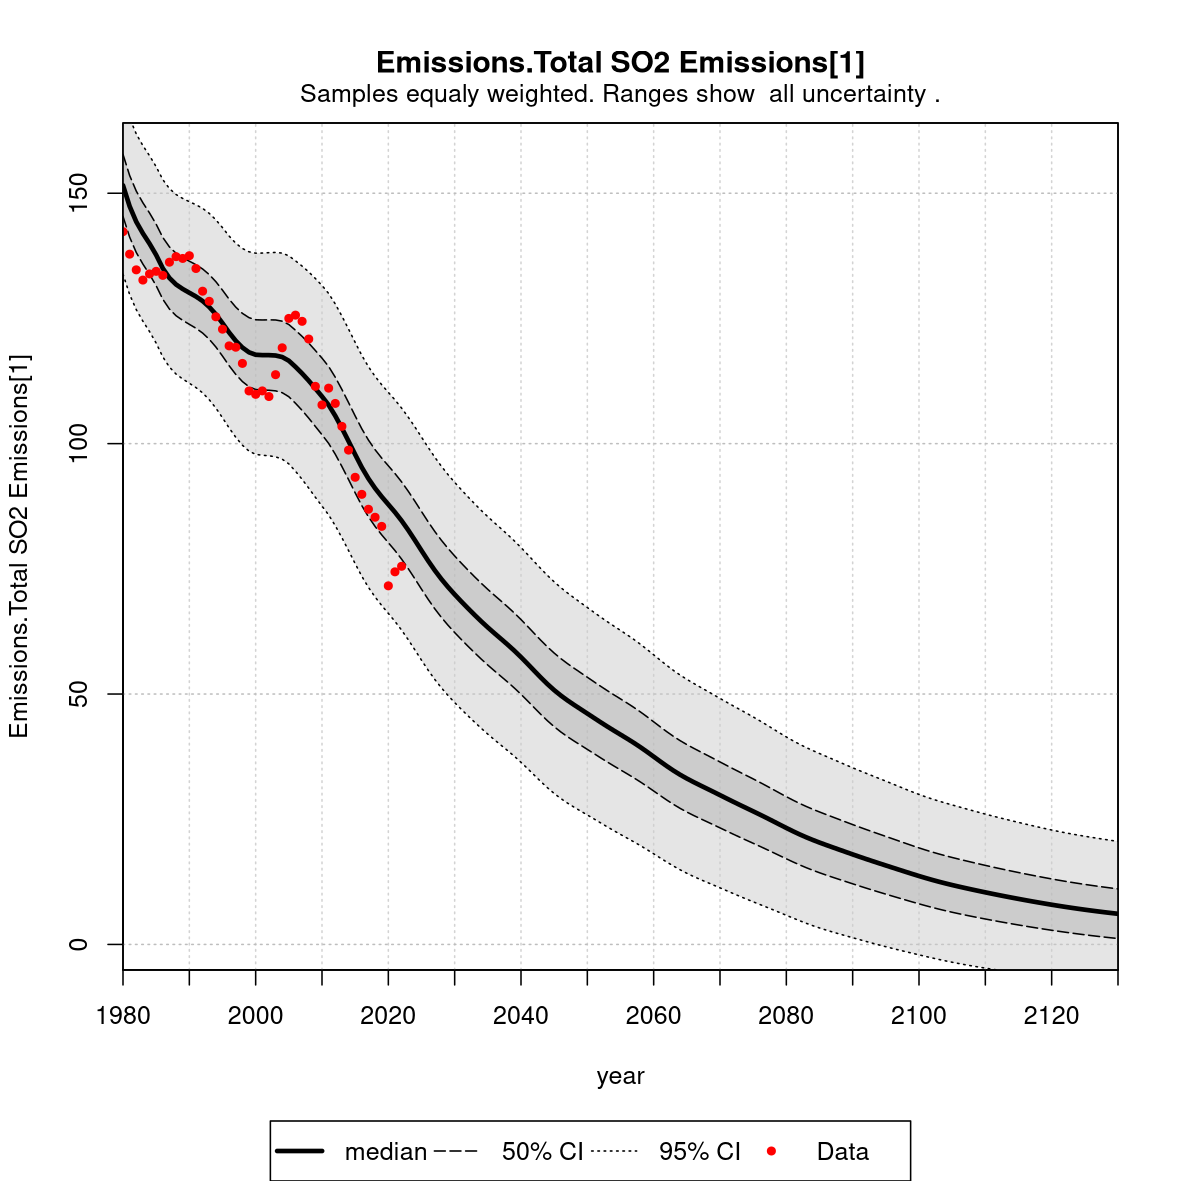 Emissions.Total SO2 Emissions[1]
Samples equaly weighted. Ranges show  all uncertainty .
Emissions.Total SO2 Emissions[1]
150
100
50
0
1980 2000 2020 2040 2060 2080 2100 2120
year
median 50% CI 95% CI Data